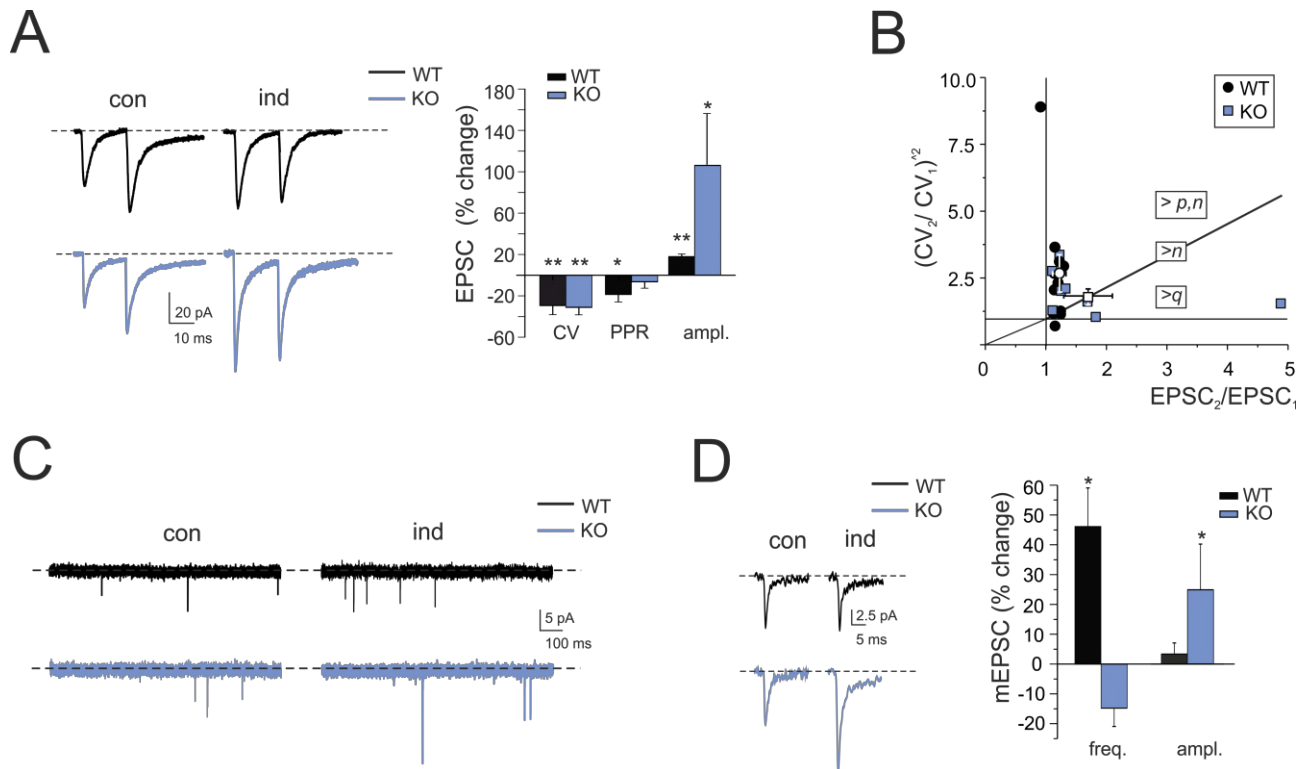 A
WT
KO
con
ind
20 pA
10 ms
EPSC (% change)
180
140
100
60
20
-20
-60
WT
KO
**
**
*
**
*
CV
PPR
ampl.
B
(CV2/ CV1)^2
10.0
7.5
5.0
2.5
0
WT
KO
> p,n
>n
>q
0
1
2
3
4
5
EPSC2/EPSC1
C
WT
KO
con
ind
5 pA
100 ms
D
WT
KO
con
ind
2.5 pA
5 ms
mEPSC (% change)
60
50
40
30
20
10
0
-10
-20
*
*
WT
KO
freq.
ampl.